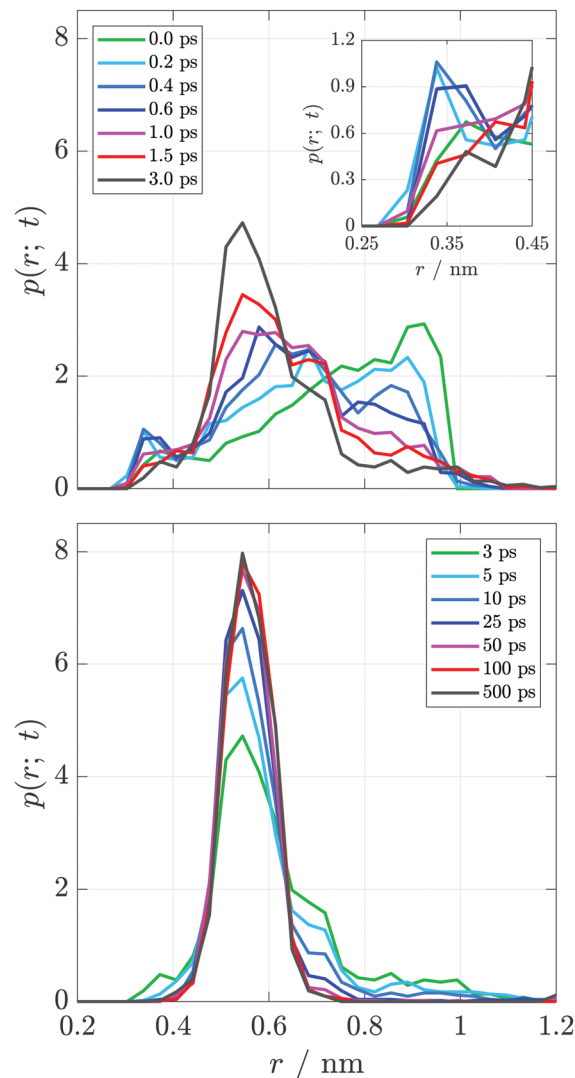 8
6
4
2
0
p(r; t)
0.0 ps
0.2 ps
0.4 ps
0.6 ps
1.0 ps
1.5 ps
3.0 ps
1.2
0.9
0.6
0.3
0
p(r; t)
0.25 0.35 0.45
r / nm
8
6
4
2
0
p(r; t)
3 ps
5 ps
10 ps
25 ps
50 ps
100 ps
500 ps
0.2 0.4 0.6 0.8 1 1.2
r / nm